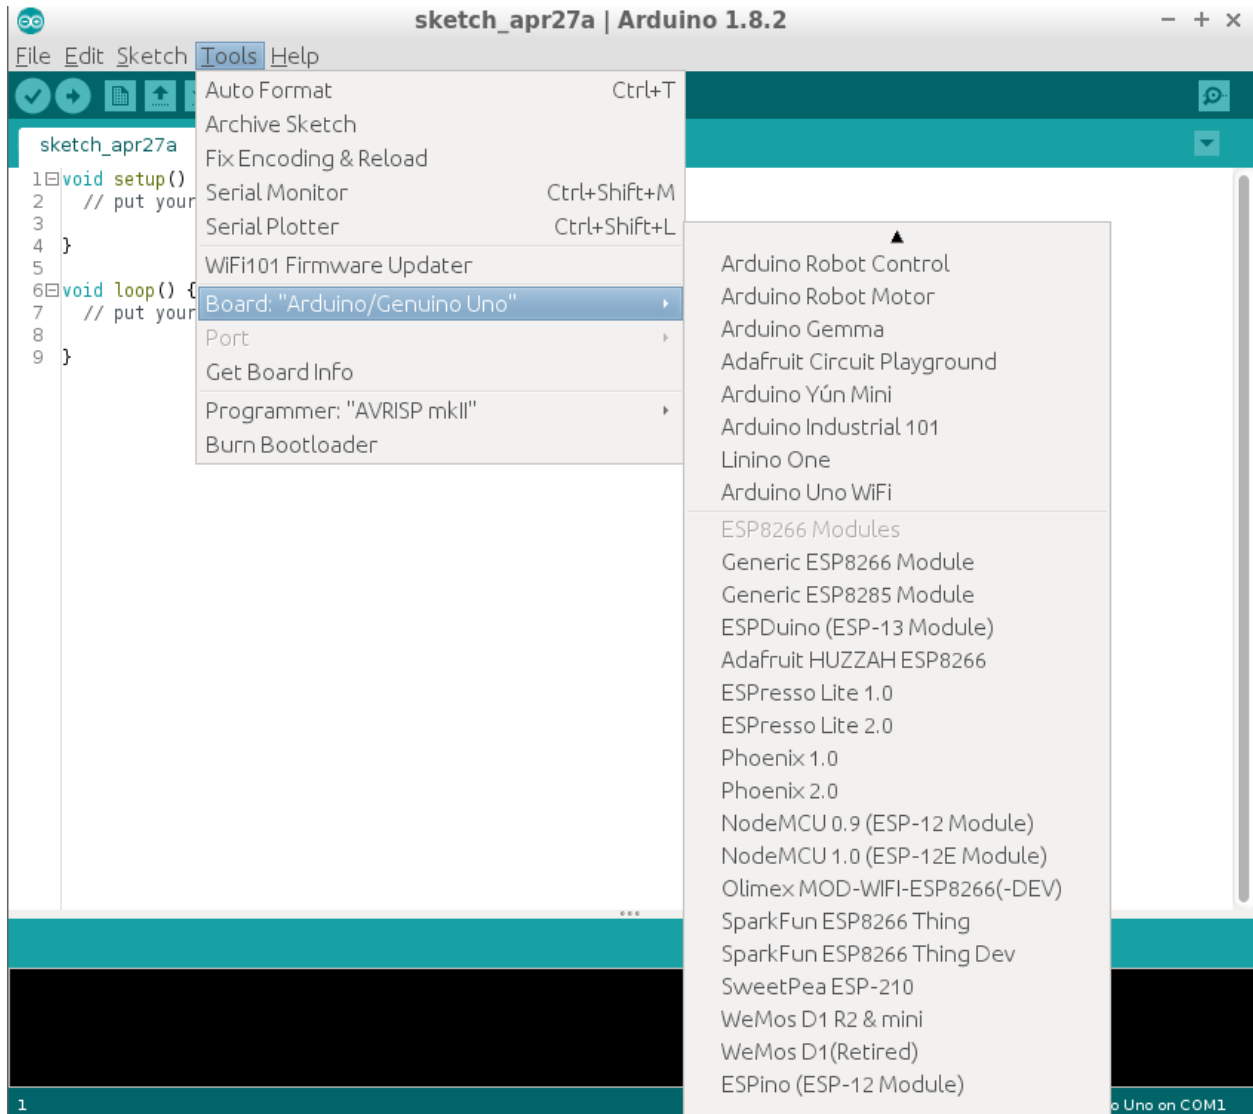 sketch_apr27a | Arduino 1.8.2
File Edit Sketch Tools Help
sketch_apr27a
1 void setup()
2 // put your
3
4 }
5
6 void loop() {
7 // put your
8
9 }
Auto Format Ctrl+T
Archive Sketch
Fix Encoding & Reload
Serial Monitor Ctrl+Shift+M
Serial Plotter Ctrl+Shift+L
WiFi101 Firmware Updater
Board: "Arduino/Genuino Uno"
Port
Get Board Info
Programmer: "AVRISP mkII"
Burn Bootloader
Arduino Robot Control
Arduino Robot Motor
Arduino Gemma
Adafruit Circuit Playground
Arduino Yún Mini
Arduino Industrial 101
Linino One
Arduino Uno WiFi
ESP8266 Modules
Generic ESP8266 Module
Generic ESP8285 Module
ESPDuino (ESP-13 Module)
Adafruit HUZZAH ESP8266
ESPresso Lite 1.0
ESPresso Lite 2.0
Phoenix 1.0
Phoenix 2.0
NodeMCU 0.9 (ESP-12 Module)
NodeMCU 1.0 (ESP-12E Module)
Olimex MOD-WIFI-ESP8266(-DEV)
SparkFun ESP8266 Thing
SparkFun ESP8266 Thing Dev
SweetPea ESP-210
WeMos D1 R2 & mini
WeMos D1(Retired)
ESPino (ESP-12 Module)
1 o Uno on COM1